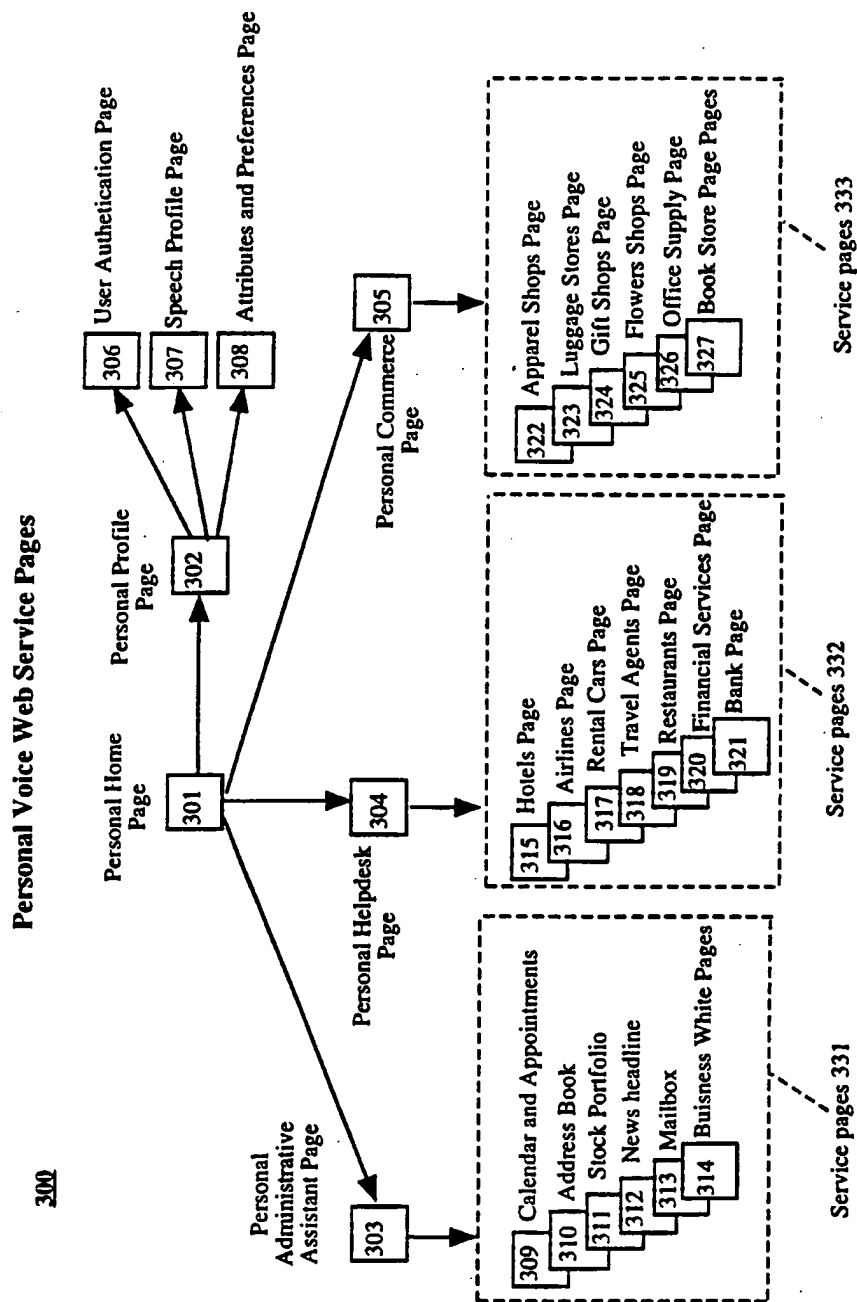 Personal Voice Web Service Pages
300
Personal Home
Page
301
Personal Profile
Page
302
306
User Authetication Page
307
Speech Profile Page
308
Attributes and Preferences Page
Personal
Administrative
Assistant Page
303
304
Personal Helpdesk
Page
305
Personal Commerce
Page
309 Calendar and Appointments
310 Address Book
311 Stock Portfolio
312 News headline
313 Mailbox
314 Buisness White Pages
Service pages 331
315 Hotels Page
316 Airlines Page
317 Rental Cars Page
318 Travel Agents Page
319 Restaurants Page
320 Financial Services Page
321 Bank Page
Service pages 332
322 Apparel Shops Page
323 Luggage Stores Page
324 Gift Shops Page
325 Flowers Shops Page
326 Office Supply Page
327 Book Store Page Pages
Service pages 333